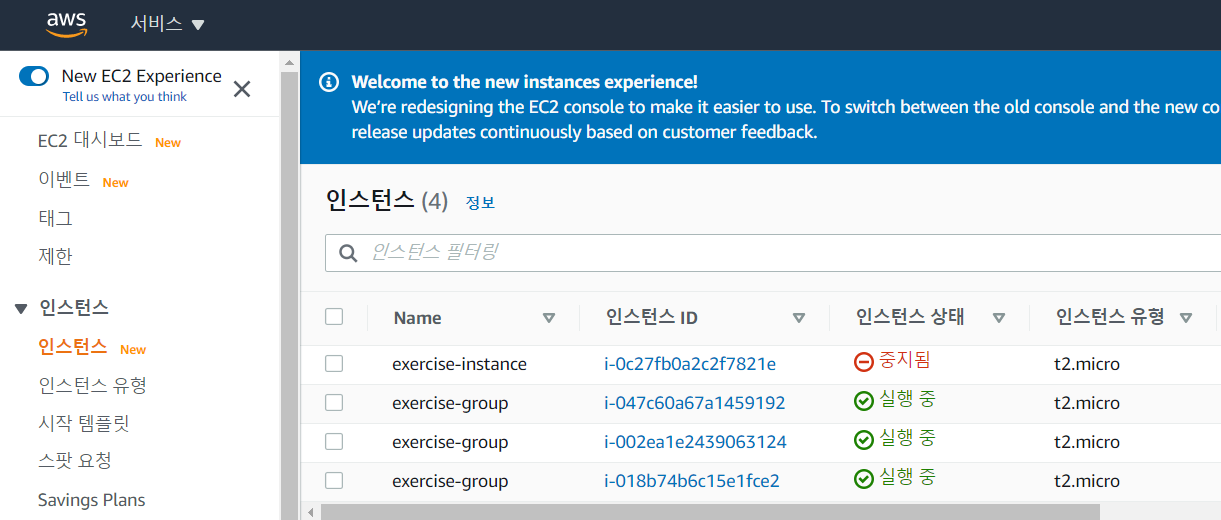 aws 서비스
New EC2 Experience
Tell us what you think
EC2 대시보드 New
이벤트 New
태그
제한
인스턴스
인스턴스 New
인스턴스 유형
시작 템플릿
스팟 요청
Savings Plans
Welcome to the new instances experience!
We're redesigning the EC2 console to make it easier to use. To switch between the old console and the new co
release updates continuously based on customer feedback.
인스턴스 (4) 정보
인스턴스 필터링
Name 인스턴스 ID 인스턴스 상태 인스턴스 유형
exercise-instance i-0c27fb0a2c2f7821e 중지됨 t2.micro
exercise-group i-047c60a67a1459192 실행 중 t2.micro
exercise-group i-002ea1e2439063124 실행 중 t2.micro
exercise-group i-018b74b6c15e1fce2 실행 중 t2.micro